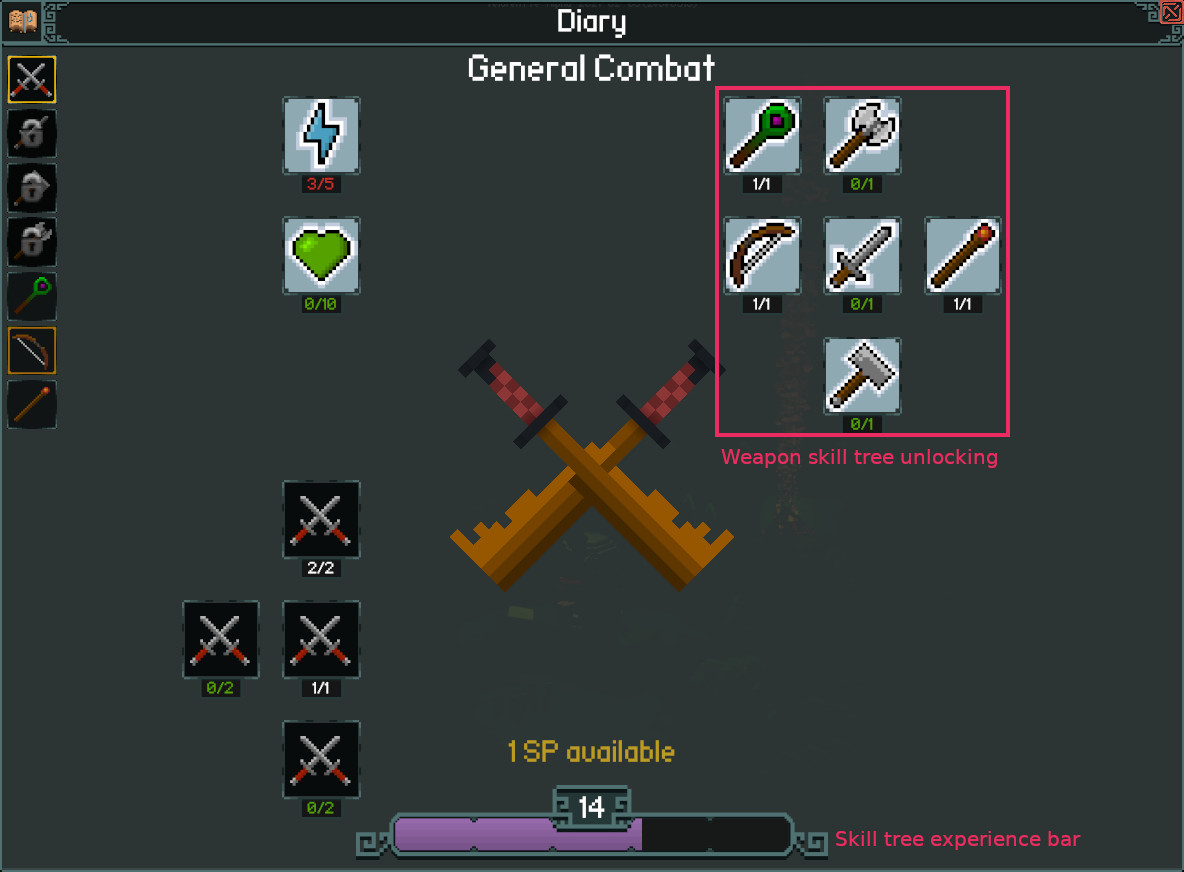 Diary
General Combat
3/5
1/1
0/1
0/10
1/1
0/1
1/1
0/1
Weapon skill tree unlocking
2/2
0/2
1/1
1 SP available
0/2
14
Skill tree experience bar